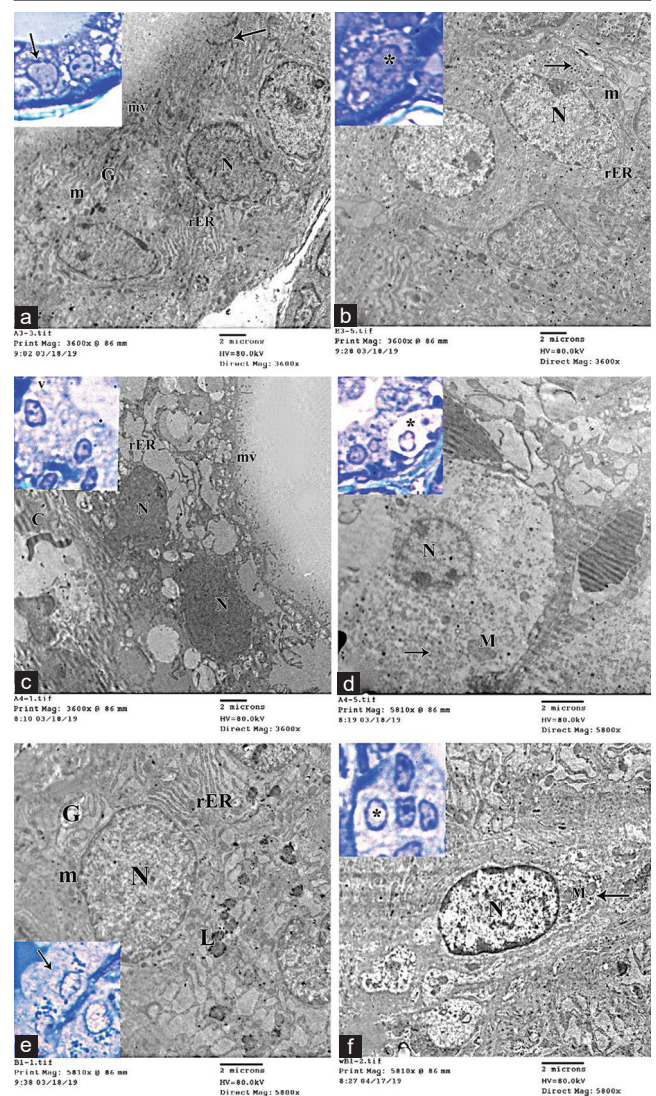 mv
G
m
N
rER
a
A3-3.tif
Print Mag: 3600x @ 86 mm
9:02 03/18/19
2 microns
HV=80.0kV
Direct Mag: 3600x
*
m
N
rER
b
E3-5.tif
Print Mag: 3600x @ 86 mm
9:28 03/18/19
2 microns
HV=80.0kV
Direct Mag: 3600x
v
rER
mv
N
C
N
c
A4-1.tif
Print Mag: 3600x @ 86 mm
8:10 03/18/19
2 microns
HV=80.0kV
Direct Mag: 3600x
*
N
M
d
A4-5.tif
Print Mag: 5810x @ 86 mm
8:19 03/18/19
2 microns
HV=80.0kV
Direct Mag: 5800x
rER
G
m
N
L
e
B1-1.tif
Print Mag: 5810x @ 86 mm
9:38 03/18/19
2 microns
HV=80.0kV
Direct Mag: 5800x
*
M
N
f
wB1-2.tif
Print Mag: 5810x @ 86 mm
8:27 04/17/19
2 microns
HV=80.0kV
Direct Mag: 5800x